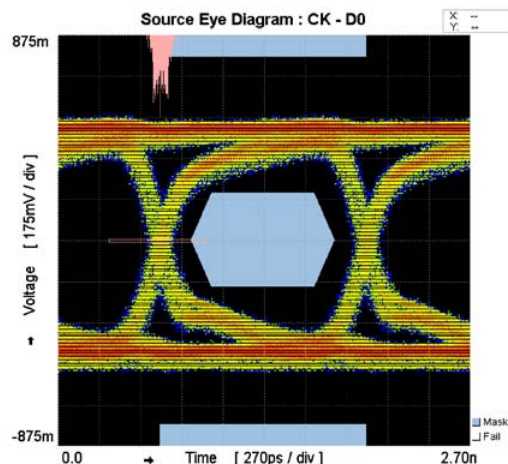 Source Eye Diagram : CK - D0
X: --
Y: --
875m
Voltage [ 175mV / div ]
-875m
0.0
Time [ 270ps / div ]
2.70n
Mask
Fail